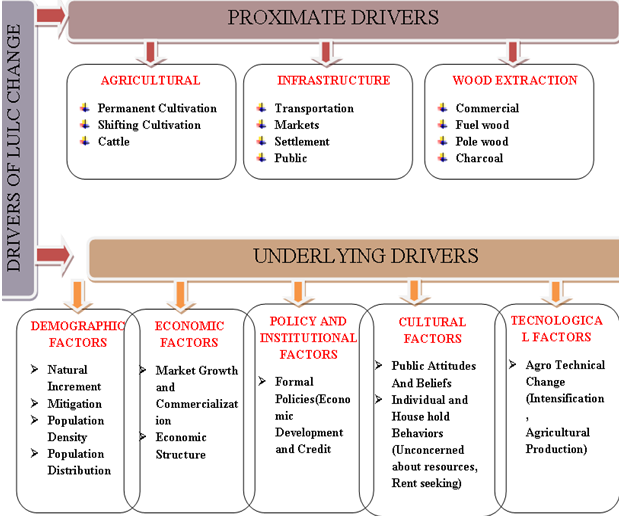 DRIVERS OF LULC CHANGE
PROXIMATE DRIVERS
AGRICULTURAL
Permanent Cultivation
Shifting Cultivation
Cattle
INFRASTRUCTURE
Transportation
Markets
Settlement
Public
WOOD EXTRACTION
Commercial
Fuel wood
Pole wood
Charcoal
UNDERLYING DRIVERS
DEMOGRAPHIC
FACTORS
Natural
Increment
Mitigation
Population
Density
Population
Distribution
ECONOMIC
FACTORS
Market Growth
and
Commercializat
ion
Economic
Structure
POLICY AND
INSTITUTIONAL
FACTORS
Formal
Policies(Econo
mic
Development
and Credit
CULTURAL
FACTORS
Public Attitudes
And Beliefs
Individual and
House hold
Behaviors
(Unconcerned
about resources,
Rent seeking)
TECNOLOGICA
L FACTORS
Agro Technical
Change
(Intensification
,
Agricultural
Production)